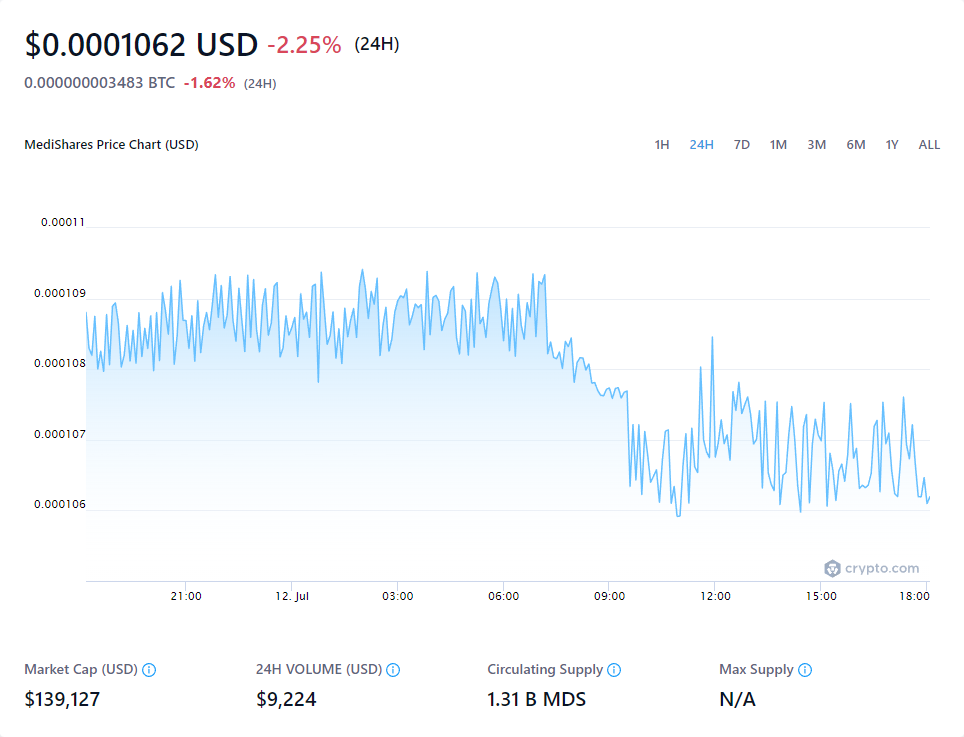 $0.0001062 USD -2.25% (24H)
0.000000003483 BTC -1.62% (24H)
MediShares Price Chart (USD)
1H 24H 7D 1M 3M 6M 1Y ALL
0.00011
0.000109
0.000108
0.000107
0.000106
crypto.com
21:00 12. Jul 03:00 06:00 09:00 12:00 15:00 18:00
Market Cap (USD) 24H VOLUME (USD) Circulating Supply Max Supply
$139,127 $9,224 1.31 B MDS N/A